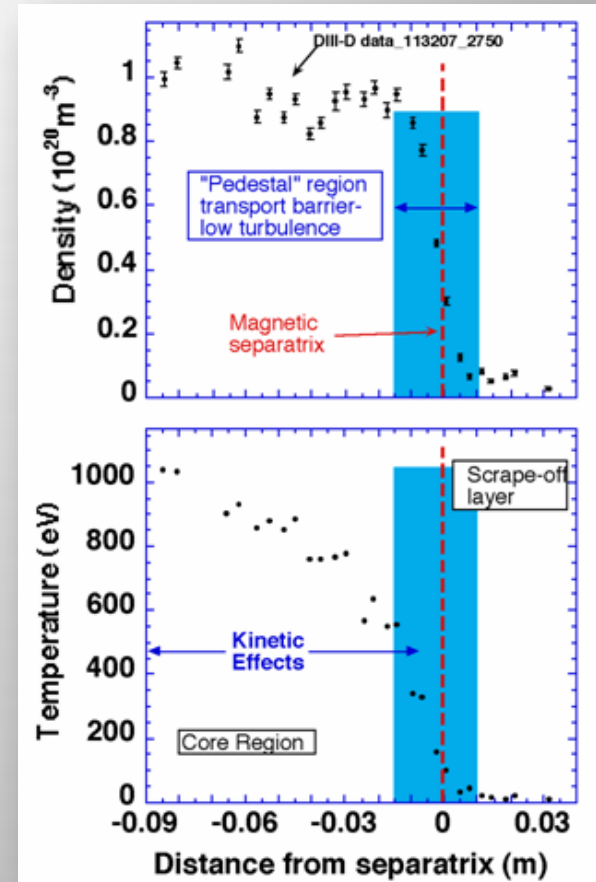 DIII-D data_113207_2750
1
0.8
0.6
0.4
0.2
0
Density (10²⁰m⁻³)
"Pedestal" region
transport barrier-
low turbulence
Magnetic
separatrix
1000
800
600
400
200
0
Temperature (eV)
Scrape-off
layer
Kinetic
Effects
Core Region
-0.09
-0.06
-0.03
0
0.03
Distance from separatrix (m)